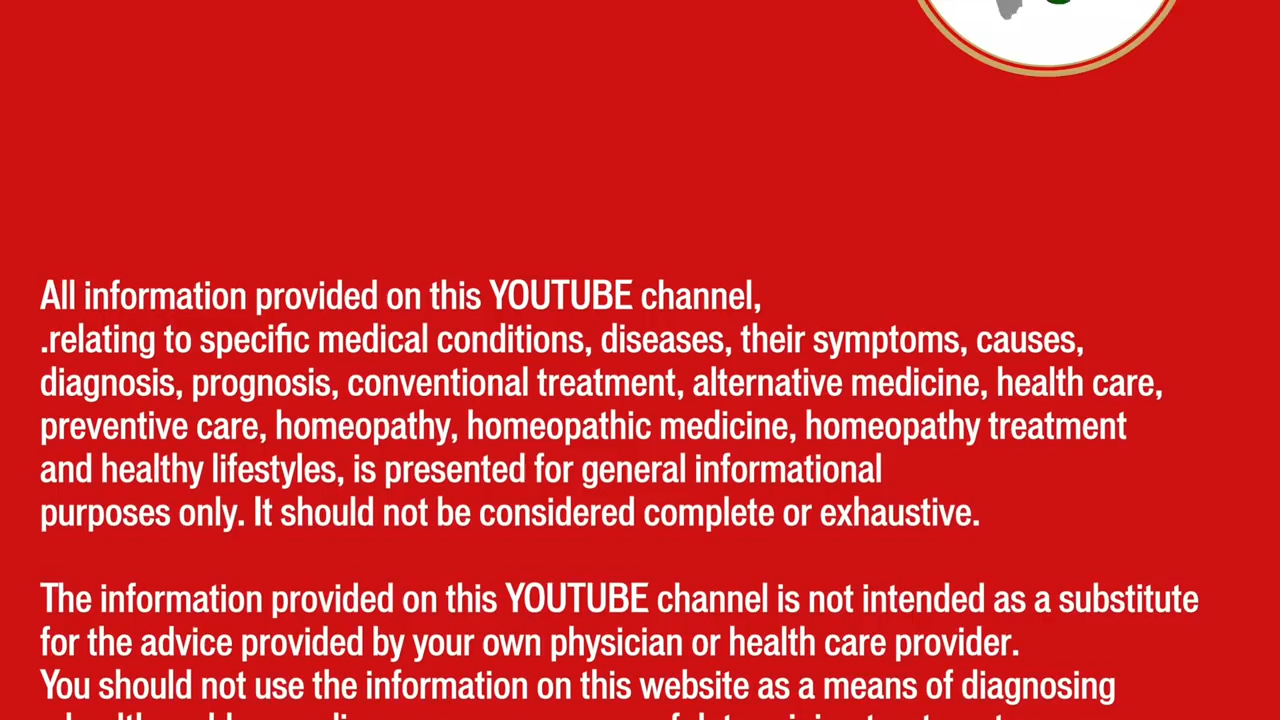 All information provided on this YOUTUBE channel,
.relating to specific medical conditions, diseases, their symptoms, causes,
diagnosis, prognosis, conventional treatment, alternative medicine, health care,
preventive care, homeopathy, homeopathic medicine, homeopathy treatment
and healthy lifestyles, is presented for general informational
purposes only. It should not be considered complete or exhaustive.
The information provided on this YOUTUBE channel is not intended as a substitute
for the advice provided by your own physician or health care provider.
You should not use the information on this website as a means of diagnosing